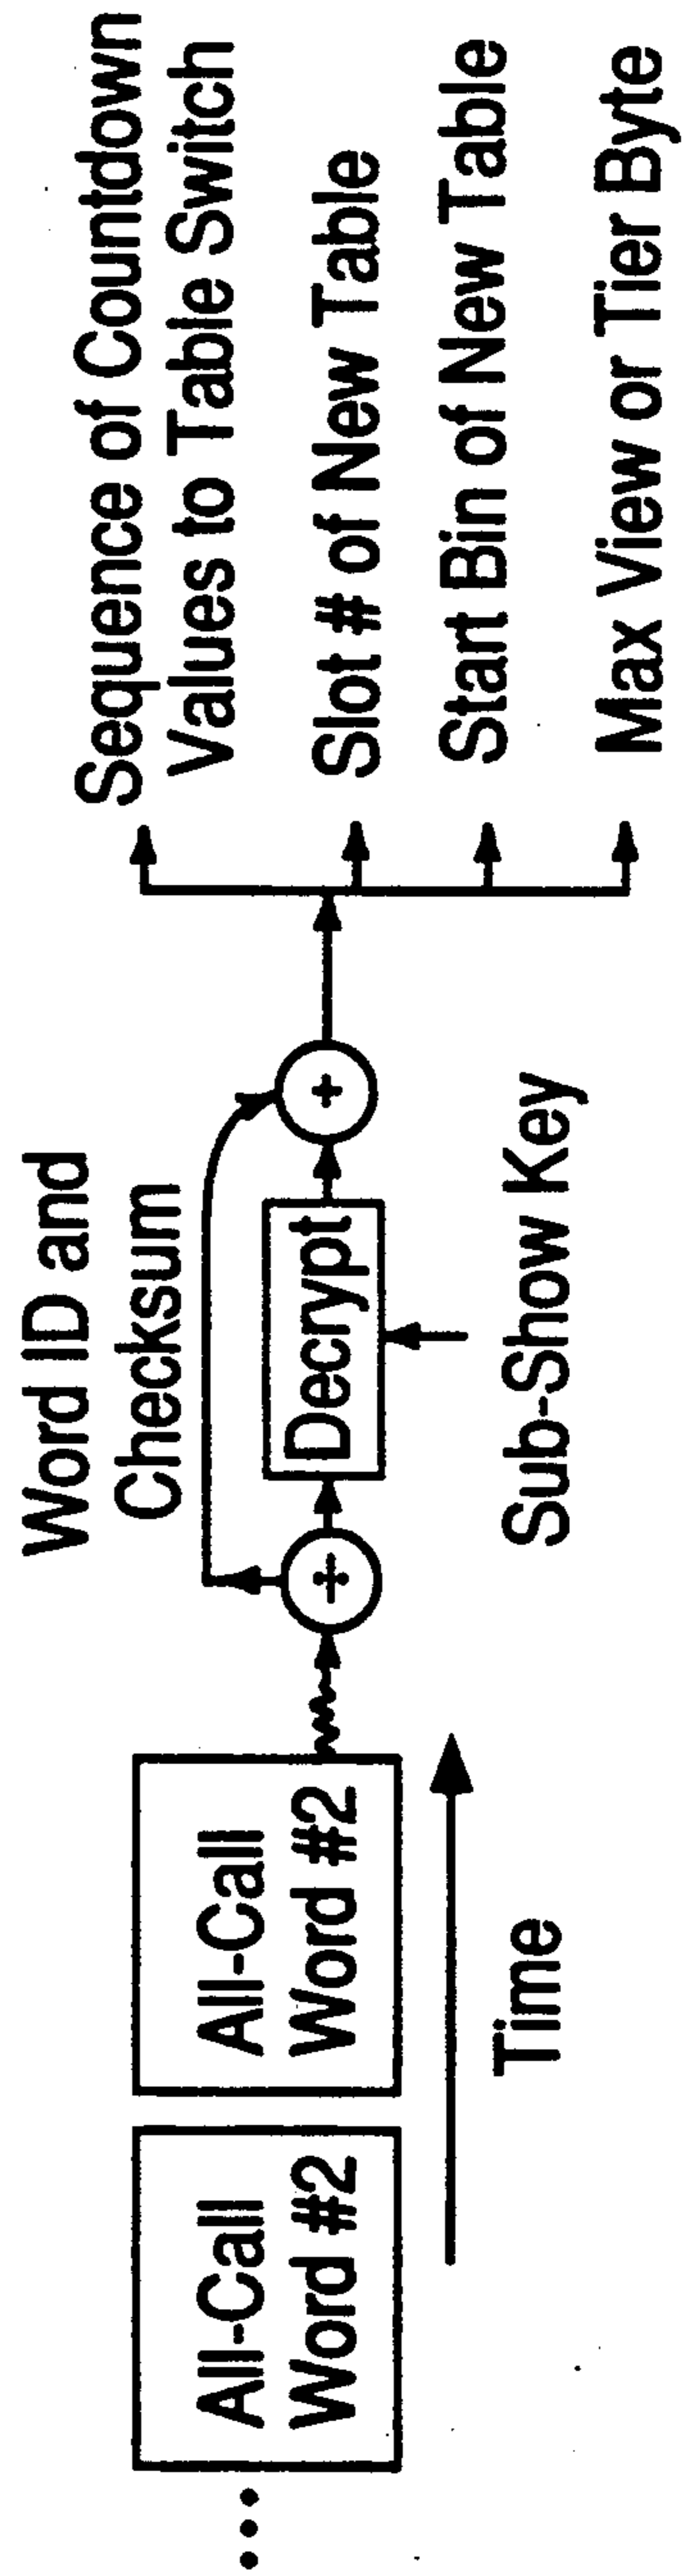 All-Call
Word #2
All-Call
Word #2
Time
÷
Word ID and
Checksum
Decrypt
Sub-Show Key
+
Sequence of Countdown
Values to Table Switch
Slot # of New Table
Start Bin of New Table
Max View or Tier Byte